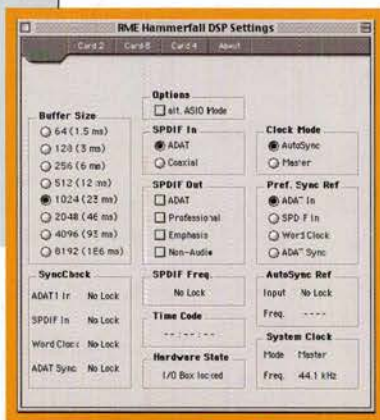 RME Hammerfall DSP Settings
Card 2 Card 3 Card 4 About
Buffer Size
64 (1.5 ms)
128 (3 ms)
256 (6 ms)
512 (12 ms)
1024 (23 ms)
2048 (46 ms)
4096 (93 ms)
8192 (186 ms)
SyncCheck
ADAT1 In No Lock
SPDIF In No Lock
Word Clock No Lock
ADAT Sync No Lock
Options
alt. ASIO Mode
SPDIF In
ADAT
Coaxial
SPDIF Out
ADAT
Professional
Emphasis
Non-Audio
SPDIF Freq.
No Lock
Time Code
--:--:--
Hardware State
I/O Box locked
Clock Mode
AutoSync
Master
Pref. Sync Ref
ADAT In
SPDIF In
Word Clock
ADAT Sync
AutoSync Ref
Input No Lock
Freq. ----
System Clock
Mode Master
Freq. 44.1 kHz